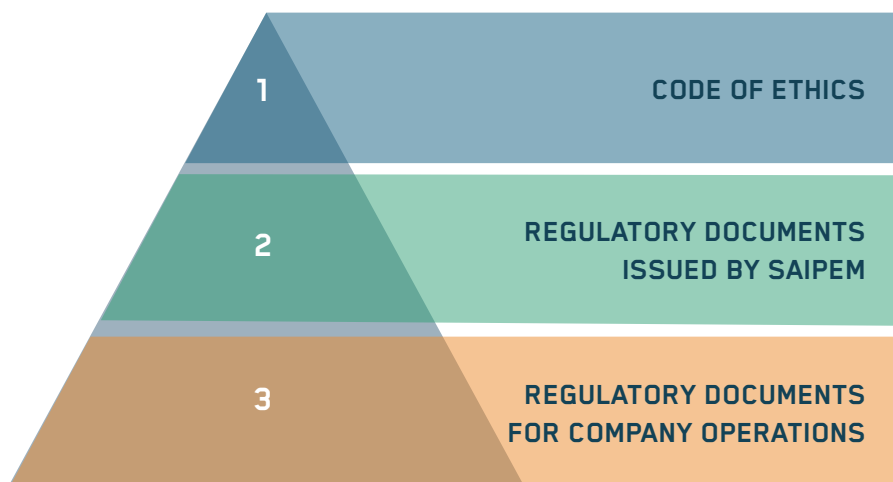 1
CODE OF ETHICS
2
REGULATORY DOCUMENTS
ISSUED BY SAIPEM
3
REGULATORY DOCUMENTS
FOR COMPANY OPERATIONS